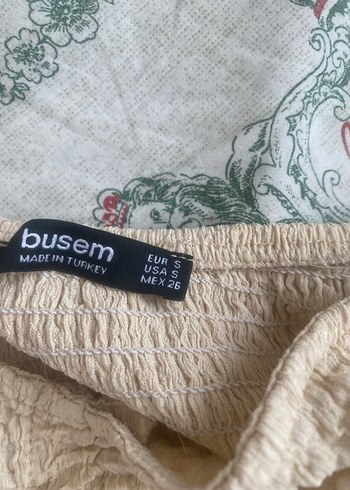 busem
MADE IN TURKEY
EUR S
USA S
MEX 26